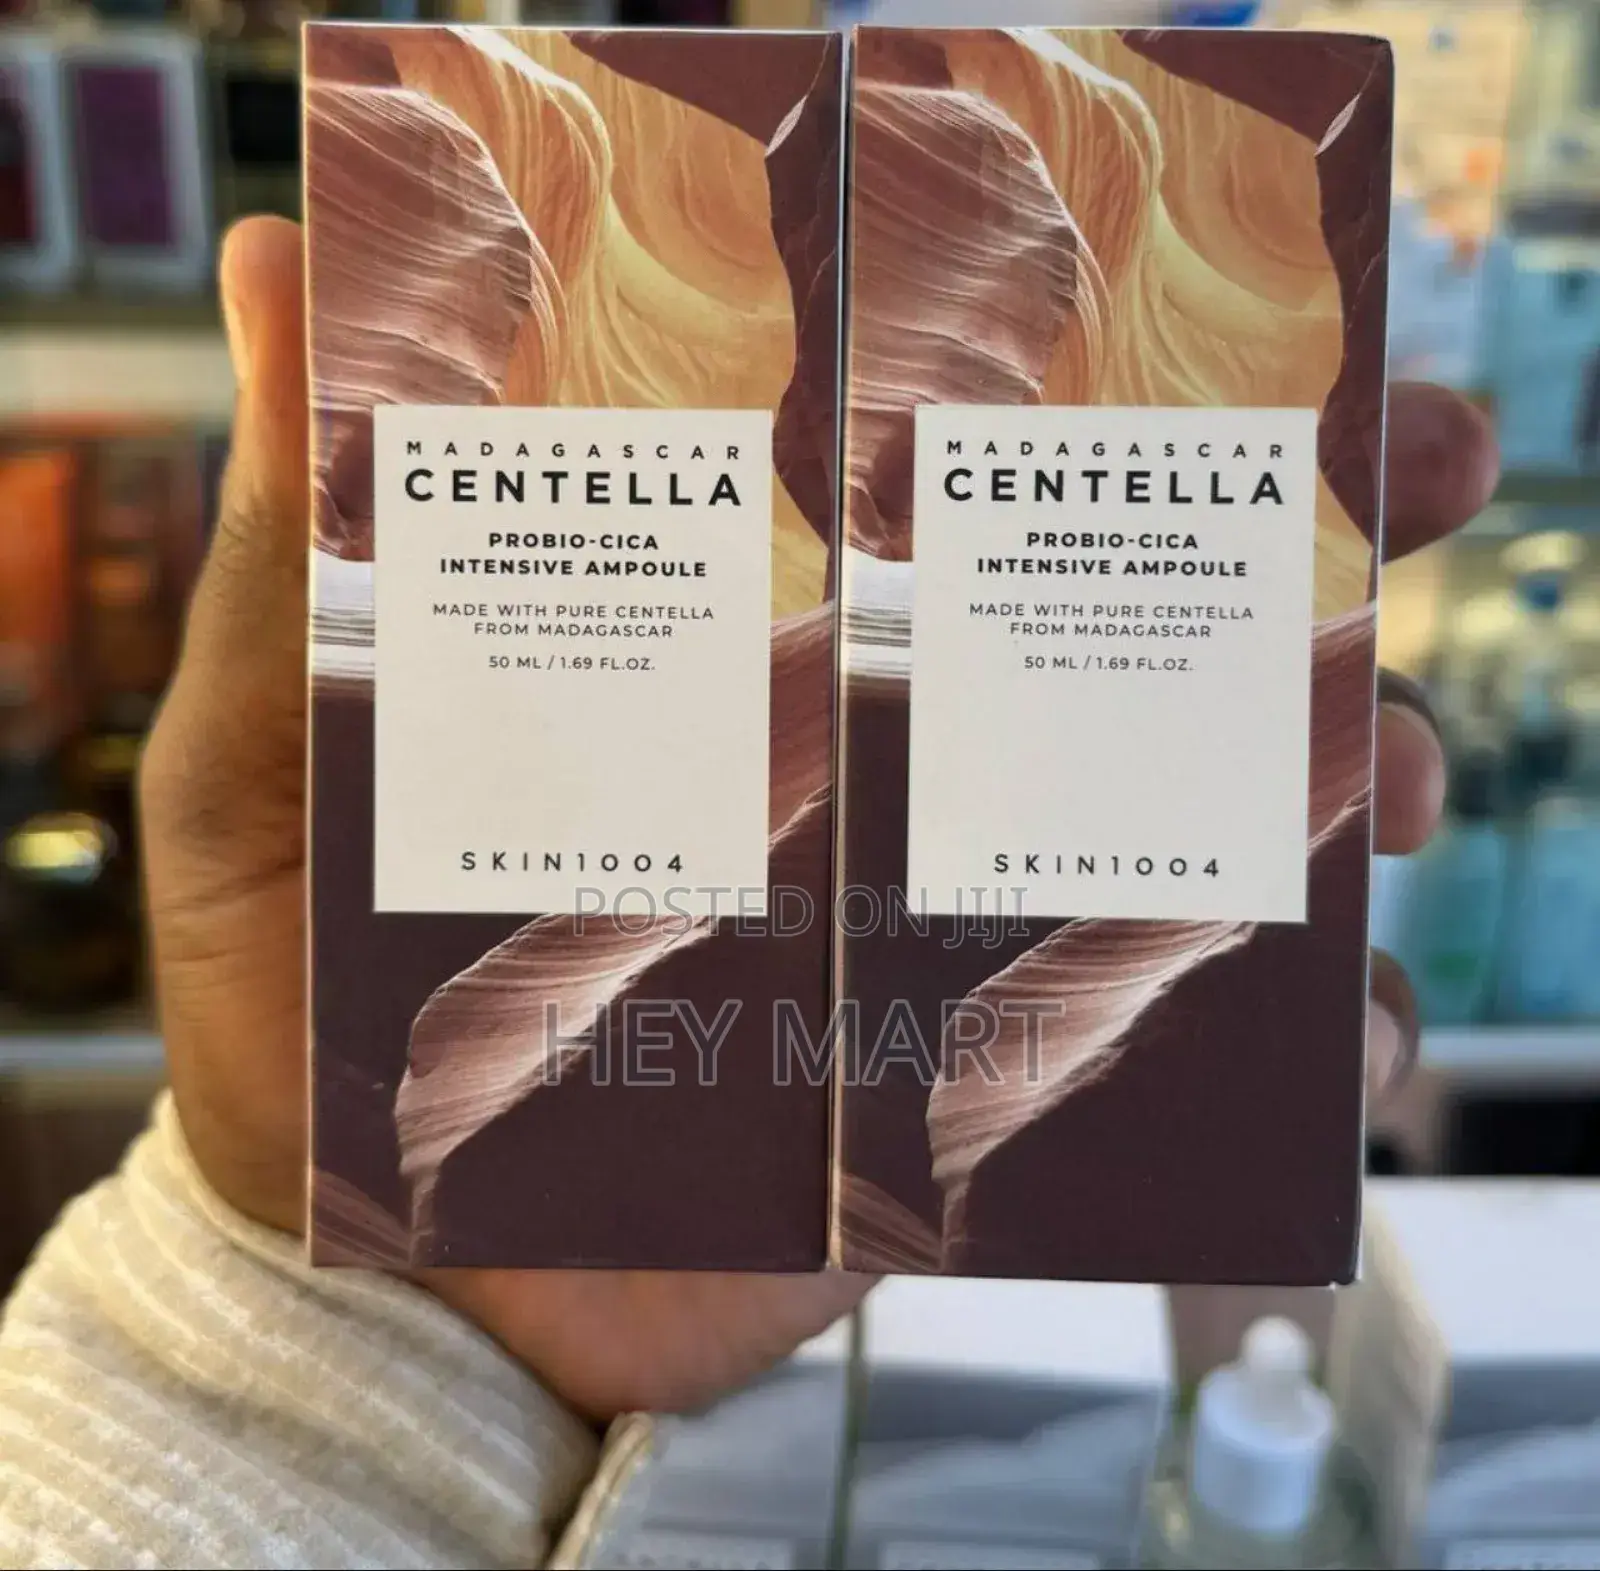 MADAGASCAR
CENTELLA
PROBIO-CICA
INTENSIVE AMPOULE
MADE WITH PURE CENTELLA
FROM MADAGASCAR
50 ML / 1.69 FL.OZ.
SKIN1004
MADAGASCAR
CENTELLA
PROBIO-CICA
INTENSIVE AMPOULE
MADE WITH PURE CENTELLA
FROM MADAGASCAR
50 ML / 1.69 FL.OZ.
SKIN1004
POSTED ON JIJI
HEY MART